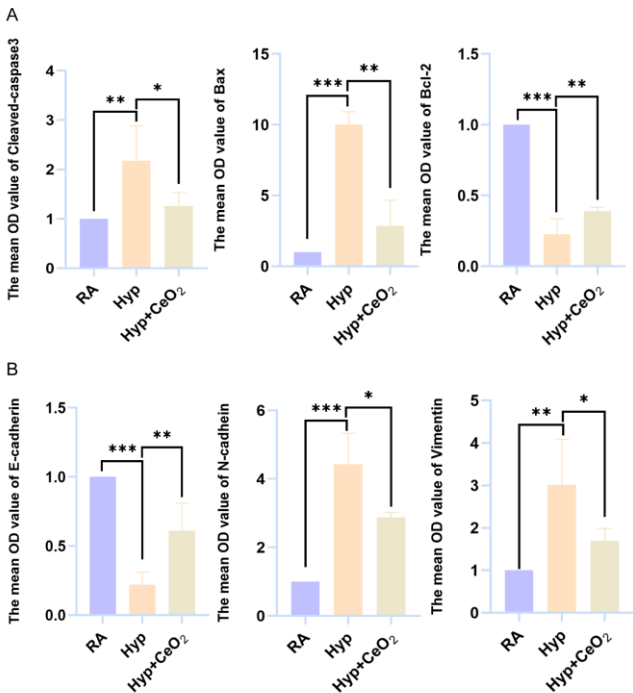 A
The mean OD value of Cleaved-caspase3
4
3
2
1
0
**
*
RA
Hyp
Hyp+CeO₂
The mean OD value of Bax
15
10
5
0
***
**
RA
Hyp
Hyp+CeO₂
The mean OD value of Bcl-2
1.5
1.0
0.5
0.0
***
**
RA
Hyp
Hyp+CeO₂
B
The mean OD value of E-cadherin
1.5
1.0
0.5
0.0
***
**
RA
Hyp
Hyp+CeO₂
The mean OD value of N-cadhein
6
4
2
0
***
*
RA
Hyp
Hyp+CeO₂
The mean OD value of Vimentin
5
4
3
2
1
0
**
*
RA
Hyp
Hyp+CeO₂